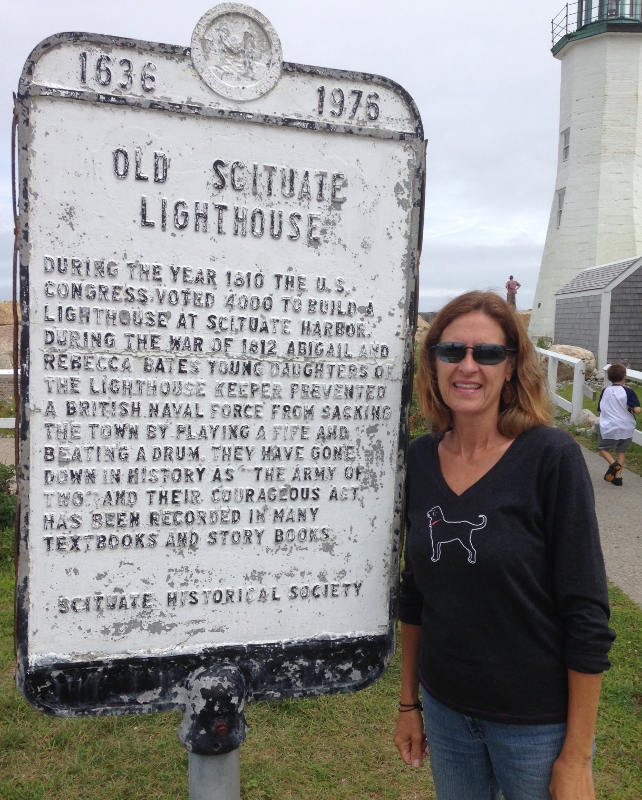 1636 1976
OLD SCITUATE
LIGHTHOUSE
DURING THE YEAR 1810 THE U.S.
CONGRESS VOTED 4000 TO BUILD A
LIGHTHOUSE AT SCITUATE HARBOR.
DURING THE WAR OF 1812 ABIGAIL AND
REBECCA BATES YOUNG DAUGHTERS OF
THE LIGHTHOUSE KEEPER PREVENTED
A BRITISH NAVAL FORCE FROM SACKING
THE TOWN BY PLAYING A FIFE AND
BEATING A DRUM. THEY HAVE GONE
DOWN IN HISTORY AS "THE ARMY OF
TWO" AND THEIR COURAGEOUS ACT
HAS BEEN RECORDED IN MANY
TEXTBOOKS AND STORY BOOKS.
SCITUATE HISTORICAL SOCIETY